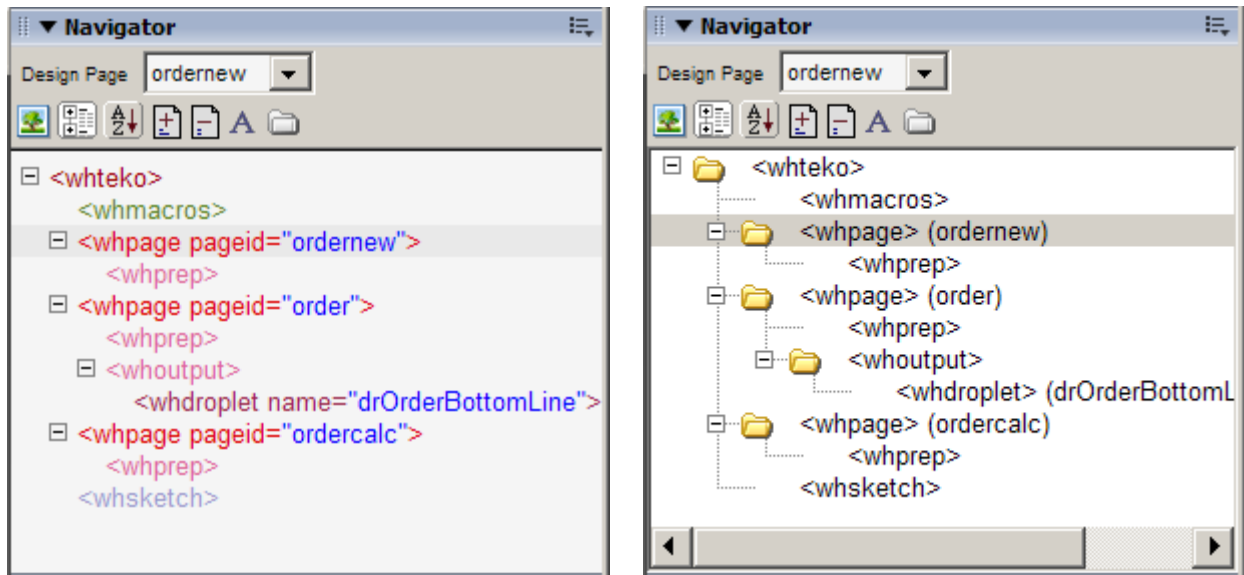 Navigator
Design Page ordernew
<whteko>
<whmacros>
<whpage pageid="ordernew">
<whprep>
<whpage pageid="order">
<whprep>
<whoutput>
<whdroplet name="drOrderBottomLine">
<whpage pageid="ordercalc">
<whprep>
<whsketch>
Navigator
Design Page ordernew
<whteko>
<whmacros>
<whpage> (ordernew)
<whprep>
<whpage> (order)
<whprep>
<whoutput>
<whdroplet> (drOrderBottomL
<whpage> (ordercalc)
<whprep>
<whsketch>